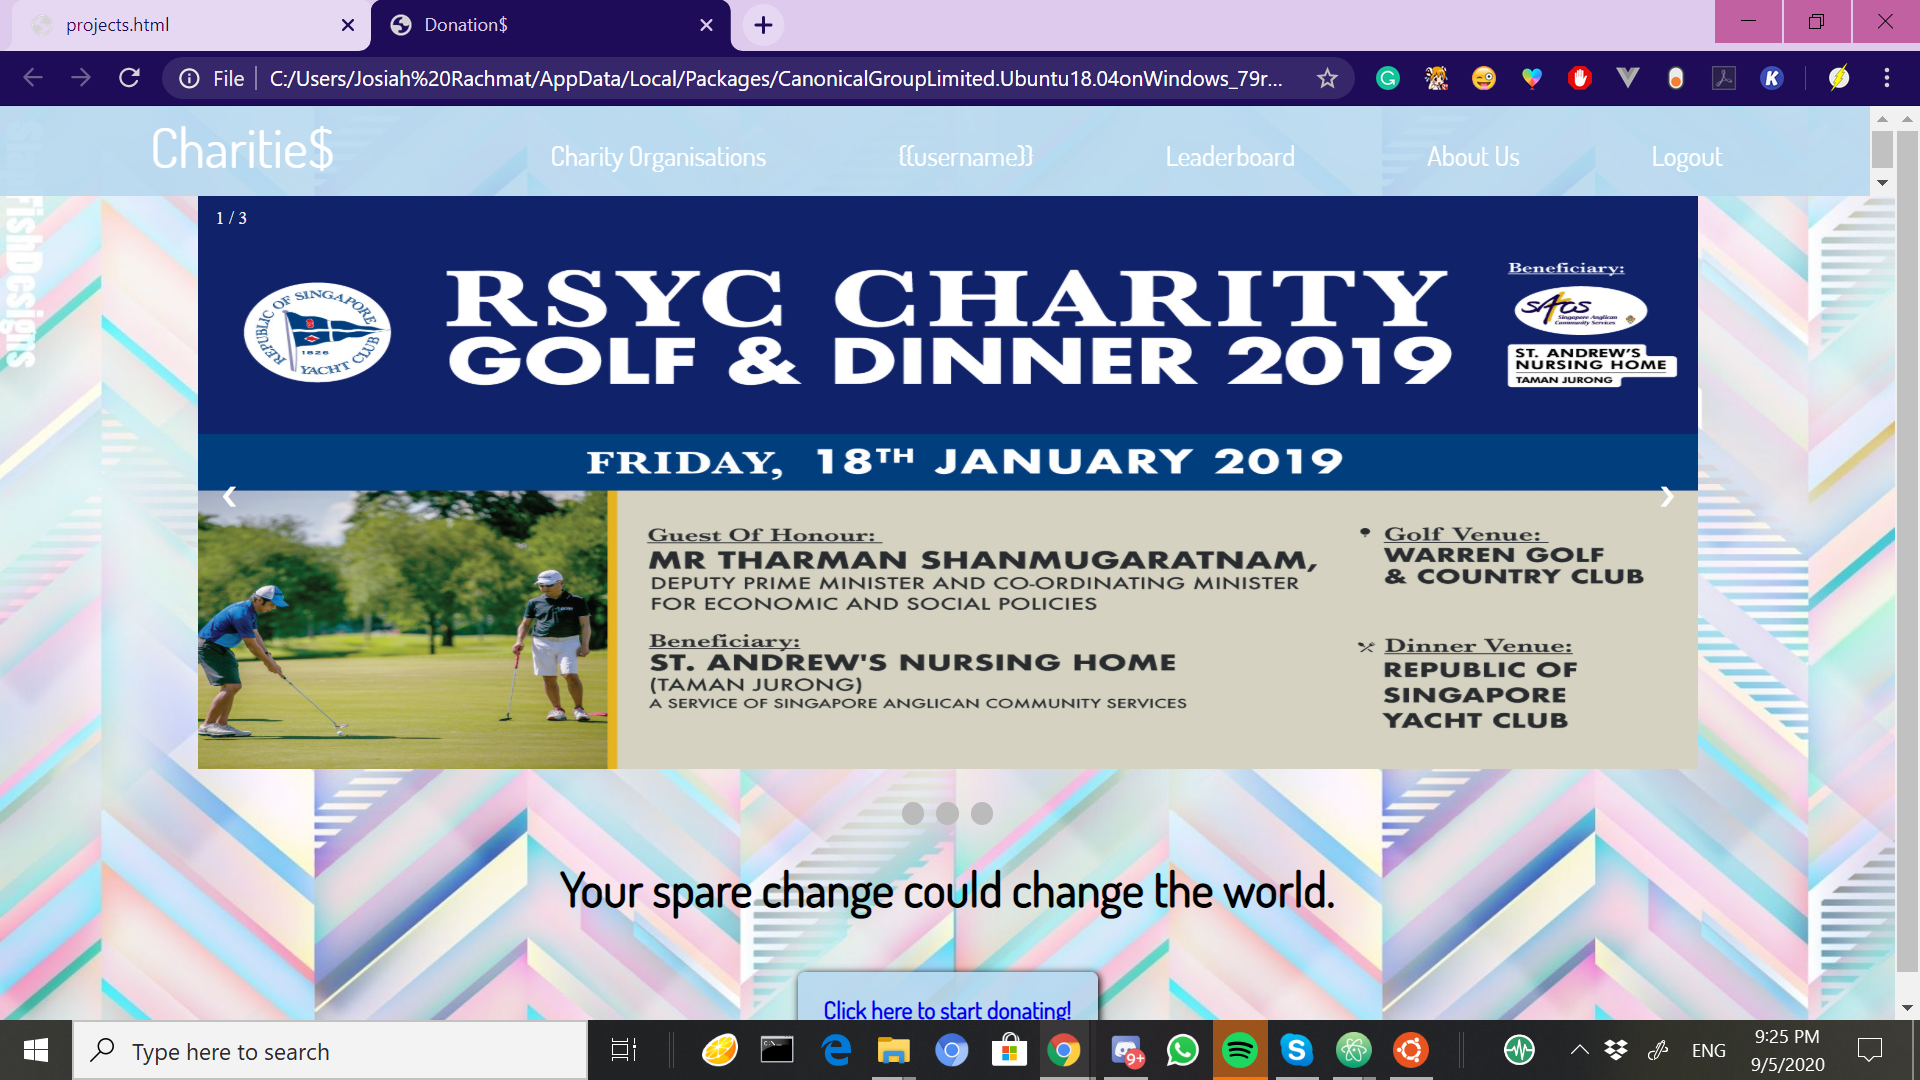 projects.html
Donation$
File
C:/Users/Josiah%20Rachmat/AppData/Local/Packages/CanonicalGroupLimited.Ubuntu18.04onWindows_79r...
Charitie$
Charity Organisations
{{username}}
Leaderboard
About Us
Logout
FishDesigns
1 / 3
REPUBLIC OF SINGAPORE
1826
YACHT CLUB
RSYC CHARITY
GOLF & DINNER 2019
Beneficiary:
SACS
Singapore Anglican
Community Services
ST. ANDREW'S
NURSING HOME
TAMAN JURONG
FRIDAY, 18TH JANUARY 2019
❮
❯
Guest Of Honour:
MR THARMAN SHANMUGARATNAM,
DEPUTY PRIME MINISTER AND CO-ORDINATING MINISTER
FOR ECONOMIC AND SOCIAL POLICIES
Beneficiary:
ST. ANDREW'S NURSING HOME
(TAMAN JURONG)
A SERVICE OF SINGAPORE ANGLICAN COMMUNITY SERVICES
Golf Venue:
WARREN GOLF
& COUNTRY CLUB
Dinner Venue:
REPUBLIC OF
SINGAPORE
YACHT CLUB
Your spare change could change the world.
Click here to start donating!
Type here to search
9+
ENG
9:25 PM
9/5/2020